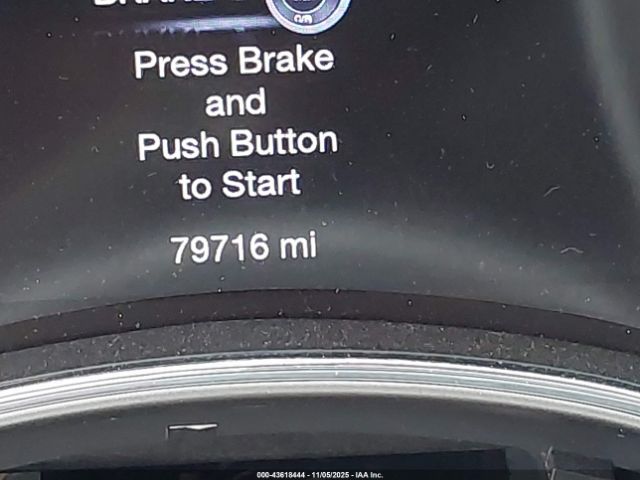 Press Brake
and
Push Button
to Start
79716 mi
000-43618444 - 11/05/2025 - IAA Inc.